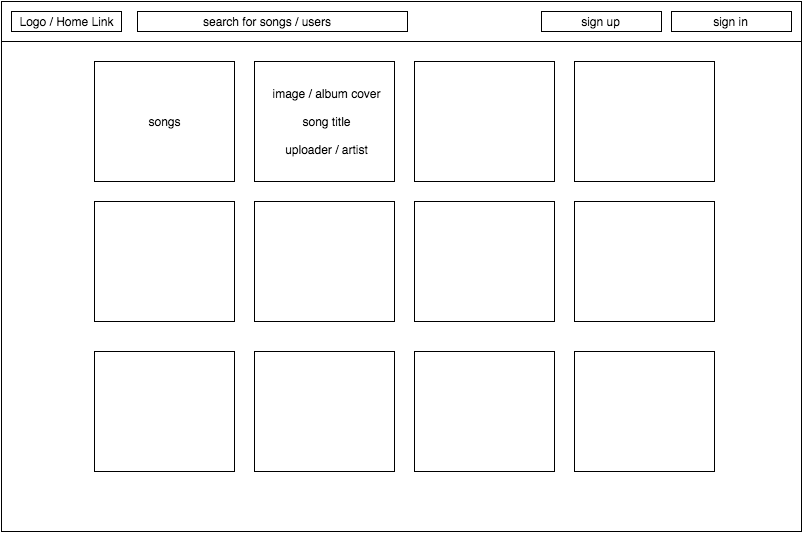 Logo / Home Link
search for songs / users
sign up
sign in
songs
image / album cover
song title
uploader / artist